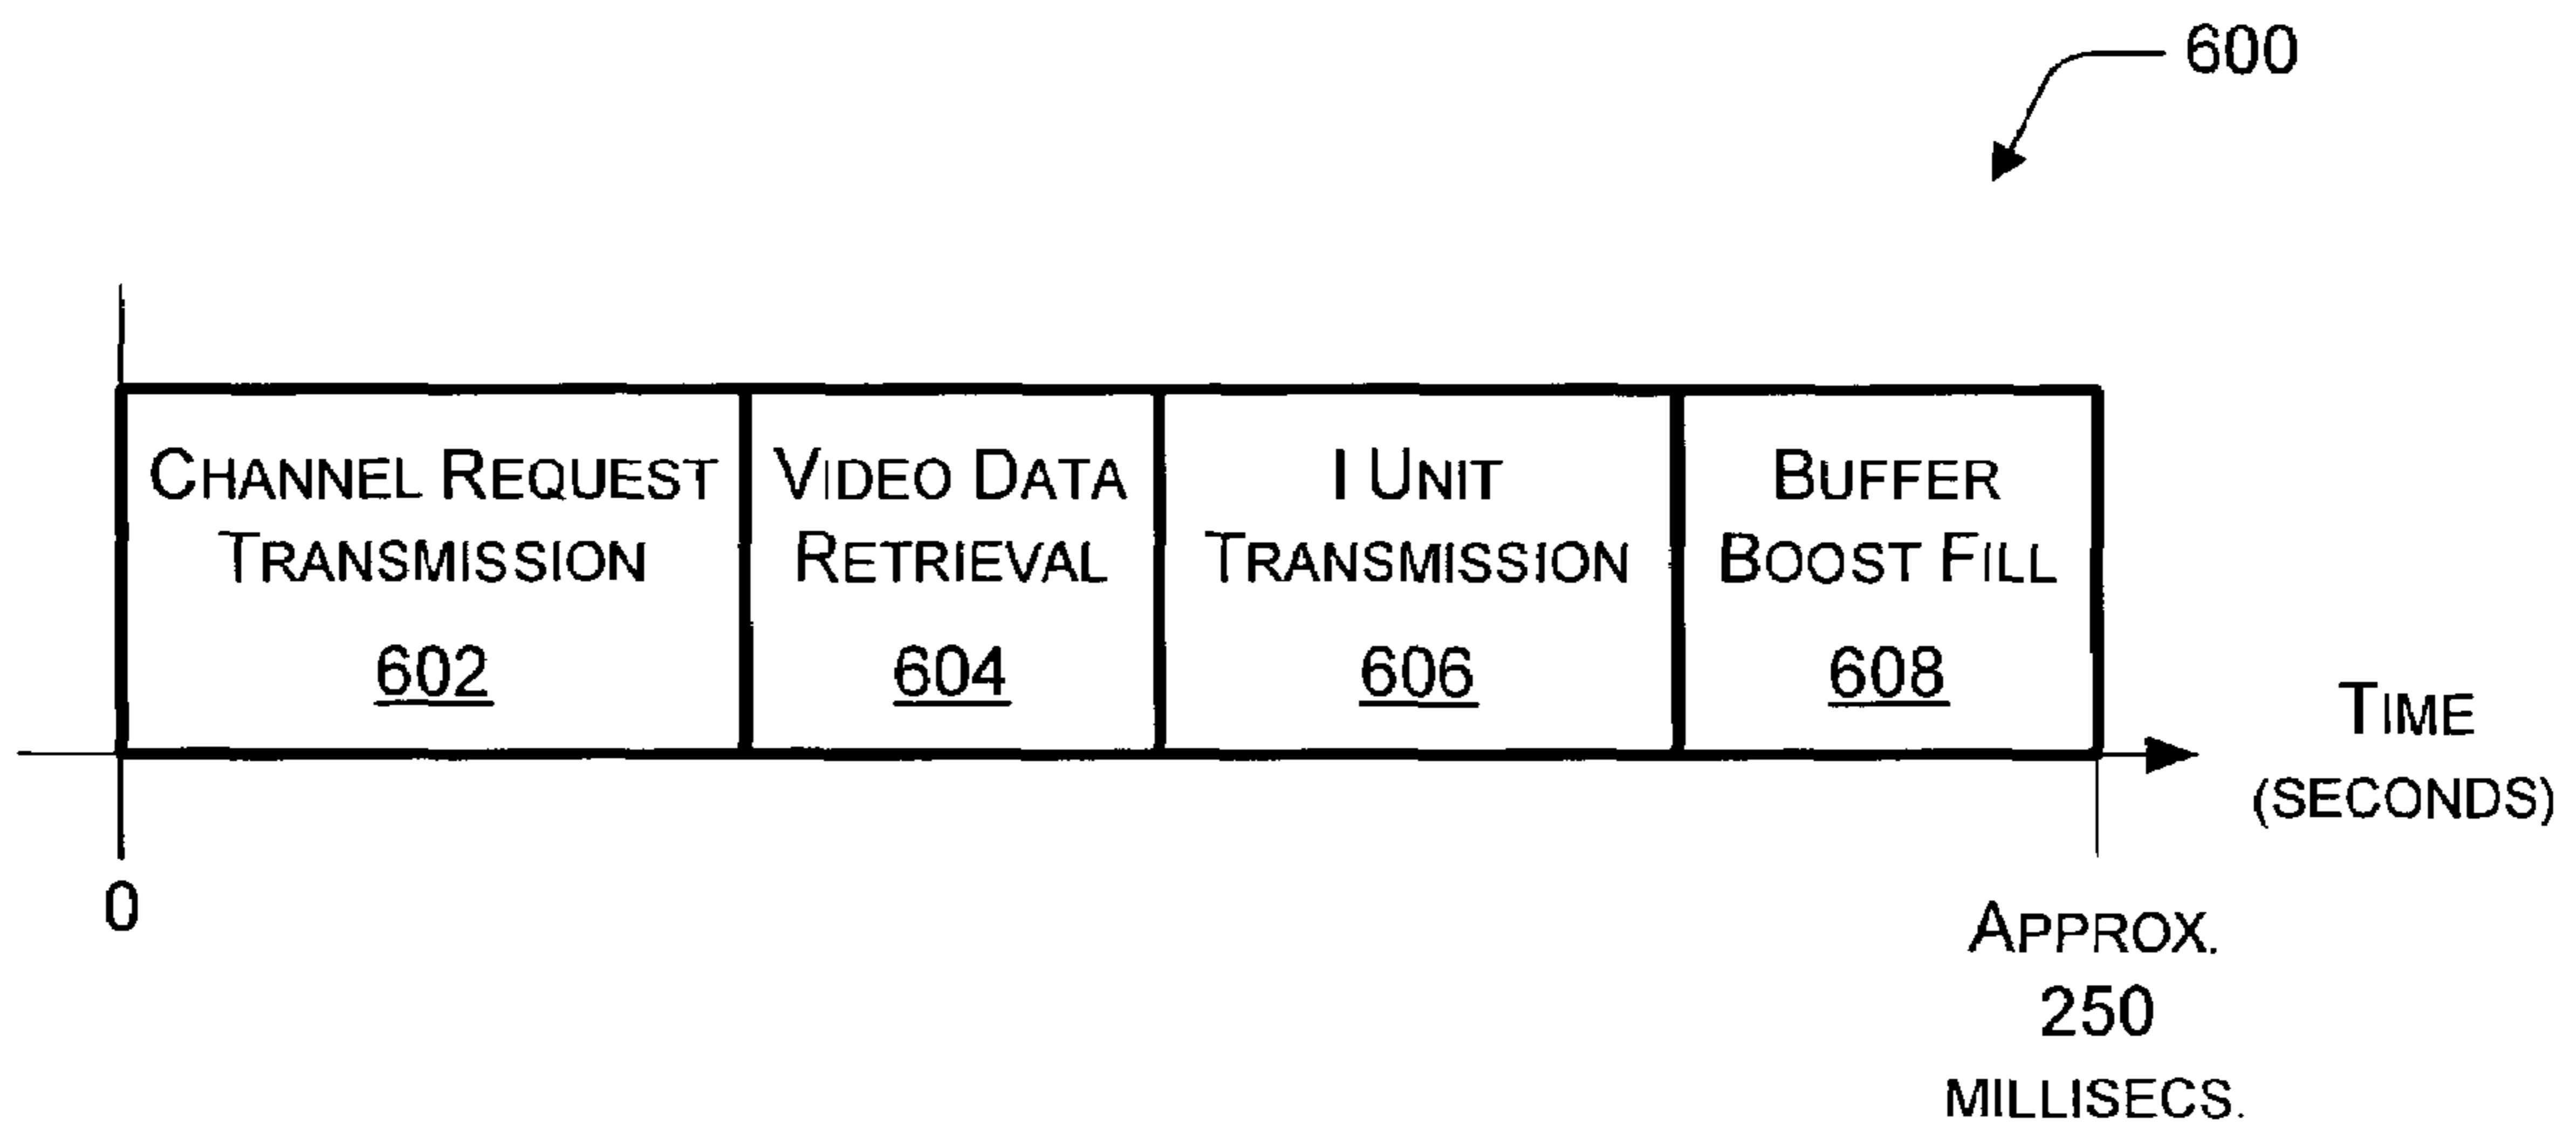 600
CHANNEL REQUEST
TRANSMISSION
602
VIDEO DATA
RETRIEVAL
604
I UNIT
TRANSMISSION
606
BUFFER
BOOST FILL
608
TIME
(SECONDS)
0
APPROX.
250
MILLISECS.